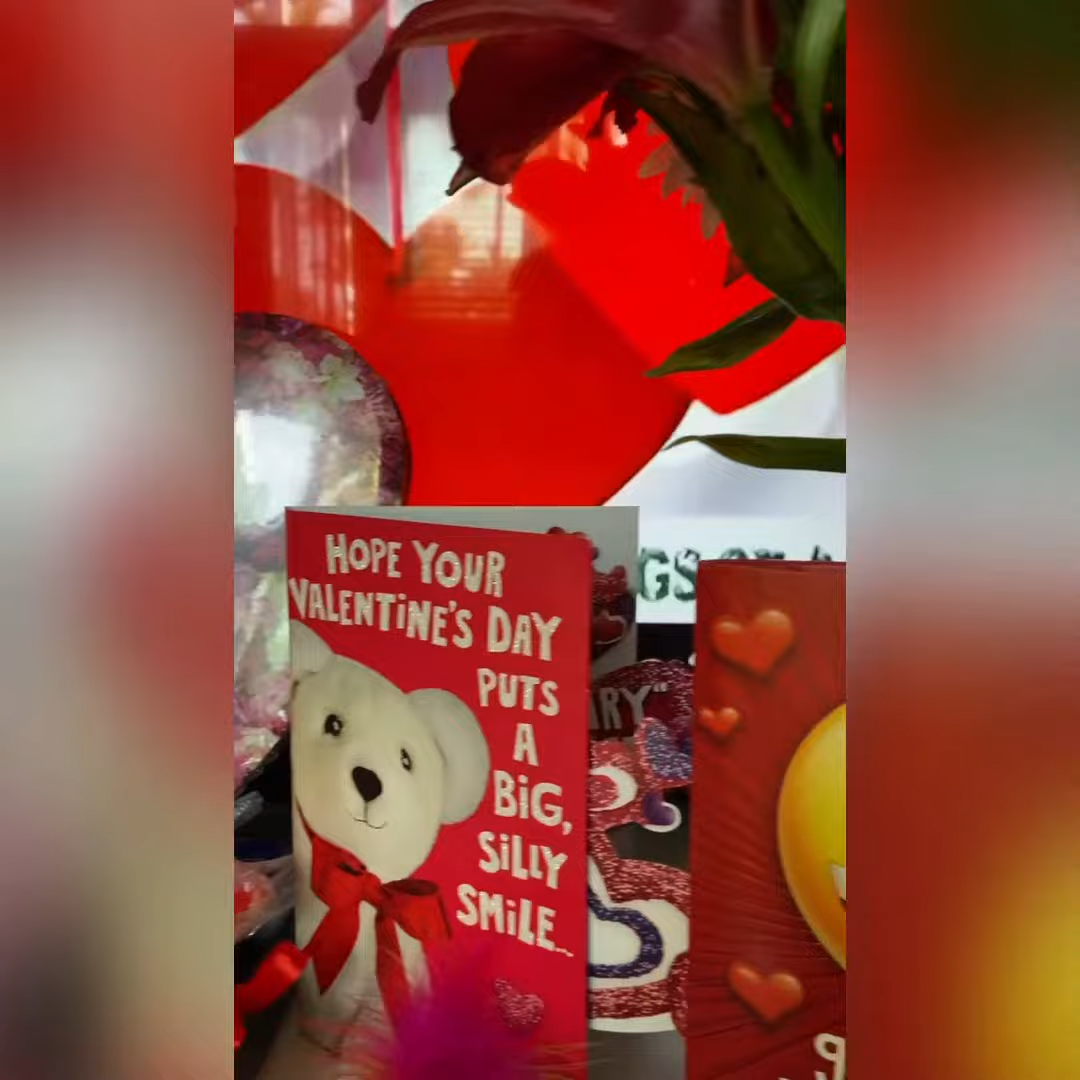 HOPE YOUR
VALENTINE'S DAY
PUTS
A
BIG,
SILLY
SMILE...